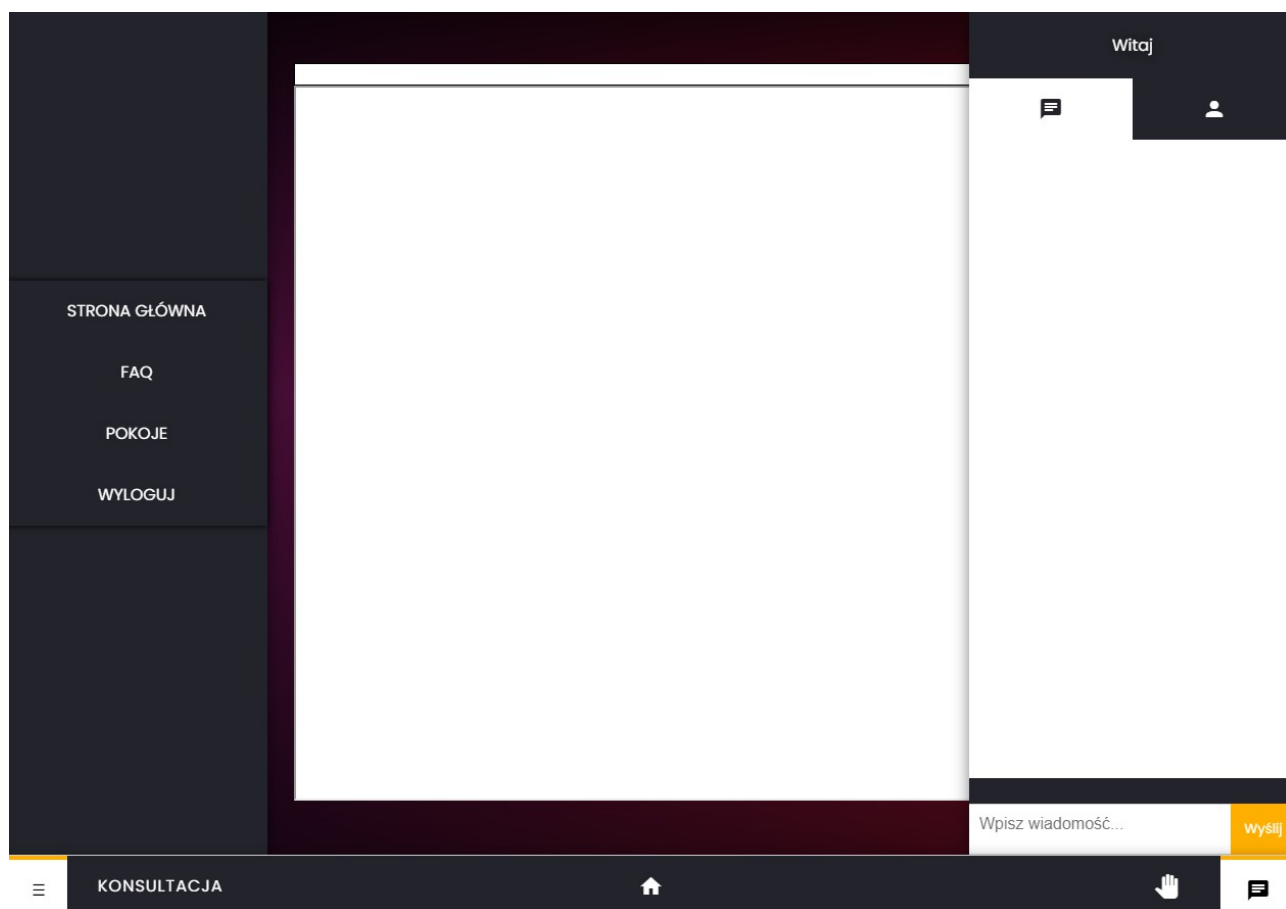 Witaj
STRONA GŁÓWNA
FAQ
POKOJE
WYLOGUJ
Wpisz wiadomość...
Wyślij
KONSULTACJA